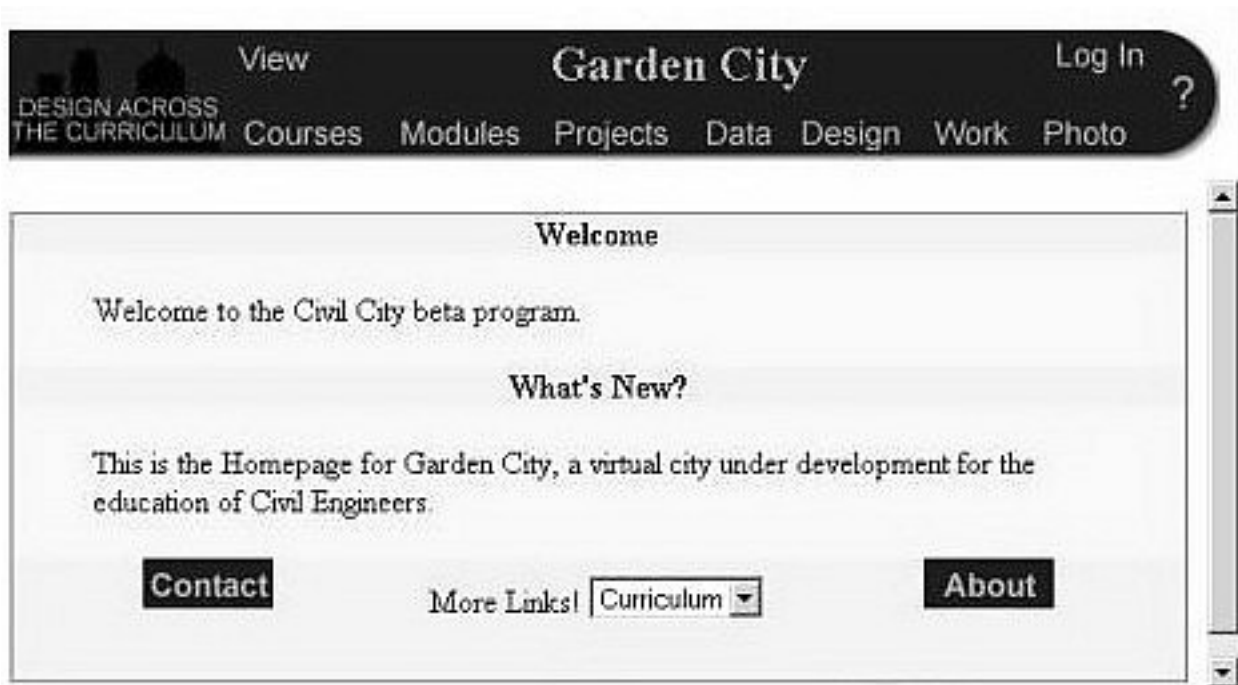 View
Garden City
Log In
?
DESIGN ACROSS
THE CURRICULUM
Courses Modules Projects Data Design Work Photo
Welcome
Welcome to the Civil City beta program.
What's New?
This is the Homepage for Garden City, a virtual city under development for the
education of Civil Engineers.
Contact
More Links! Curriculum
About